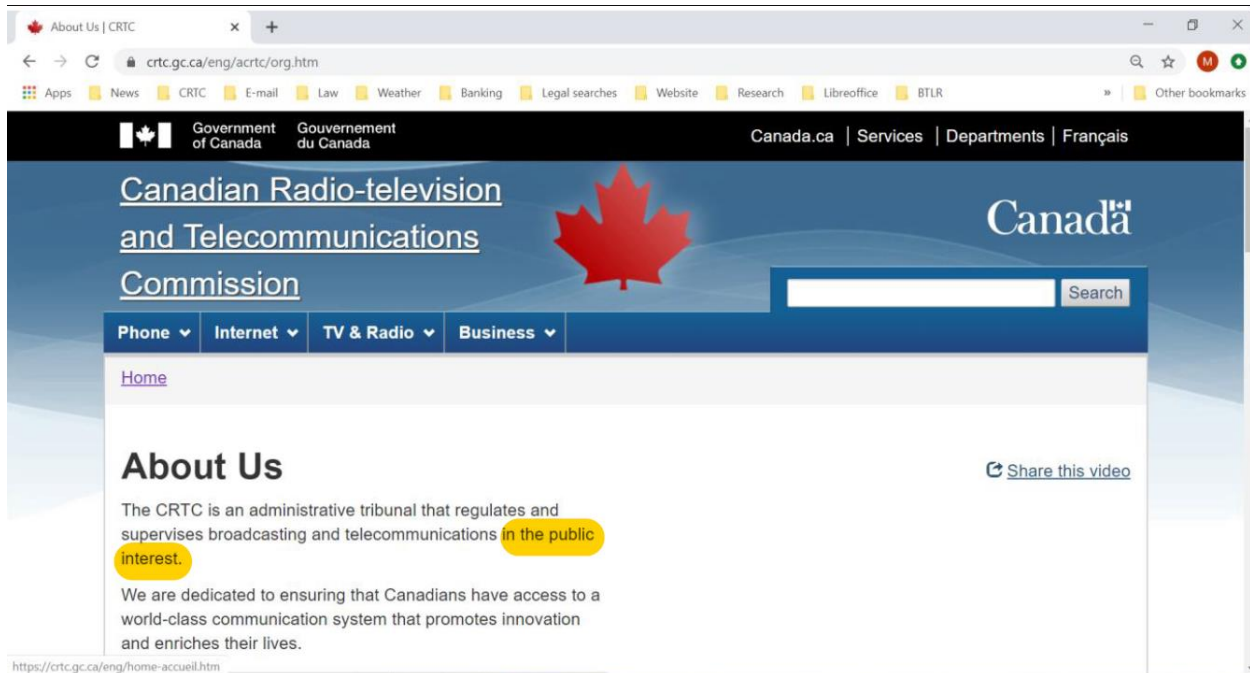 About Us | CRTC
crtc.gc.ca/eng/acrtc/org.htm
M
Apps News CRTC E-mail Law Weather Banking Legal searches Website Research Libreoffice BTLR » Other bookmarks
Government Gouvernement
of Canada du Canada
Canada.ca | Services | Departments | Français
Canadian Radio-television
and Telecommunications
Commission
Canada
Search
Phone Internet TV & Radio Business
Home
About Us
Share this video
The CRTC is an administrative tribunal that regulates and
supervises broadcasting and telecommunications in the public
interest.
We are dedicated to ensuring that Canadians have access to a
world-class communication system that promotes innovation
and enriches their lives.
https://crtc.gc.ca/eng/home-accueil.htm